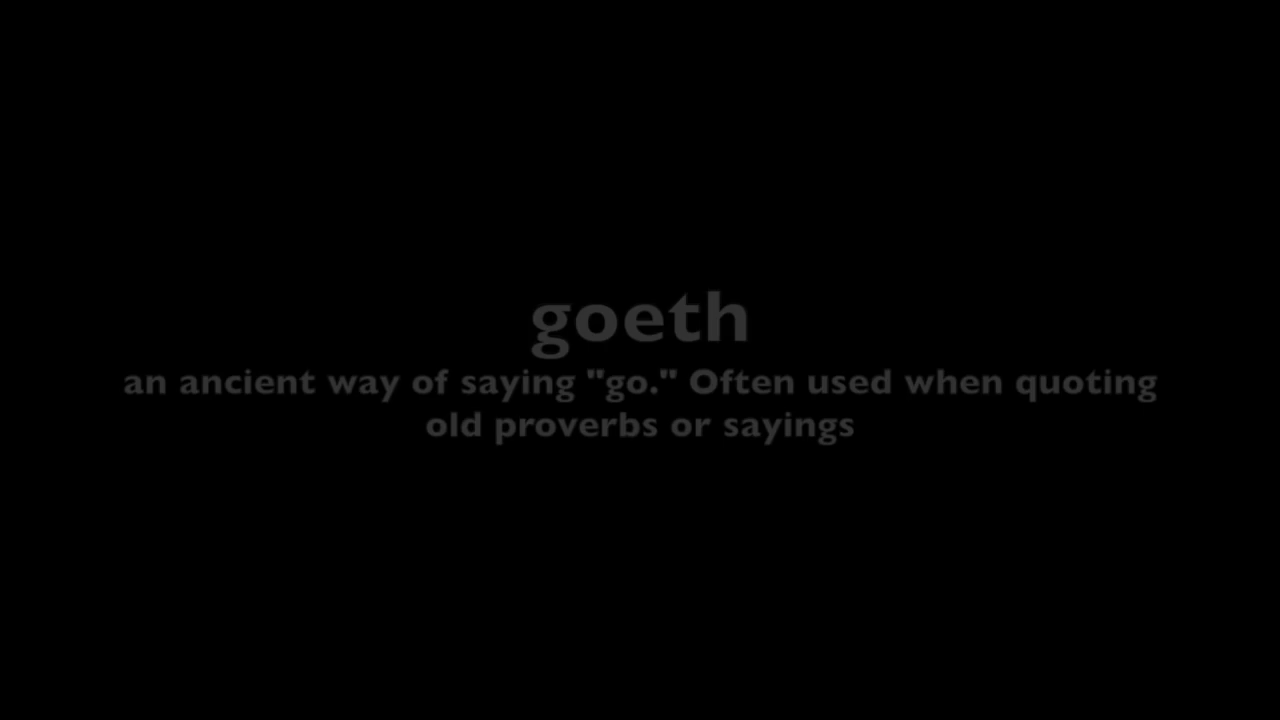 goeth
an ancient way of saying "go." Often used when quoting
old proverbs or sayings